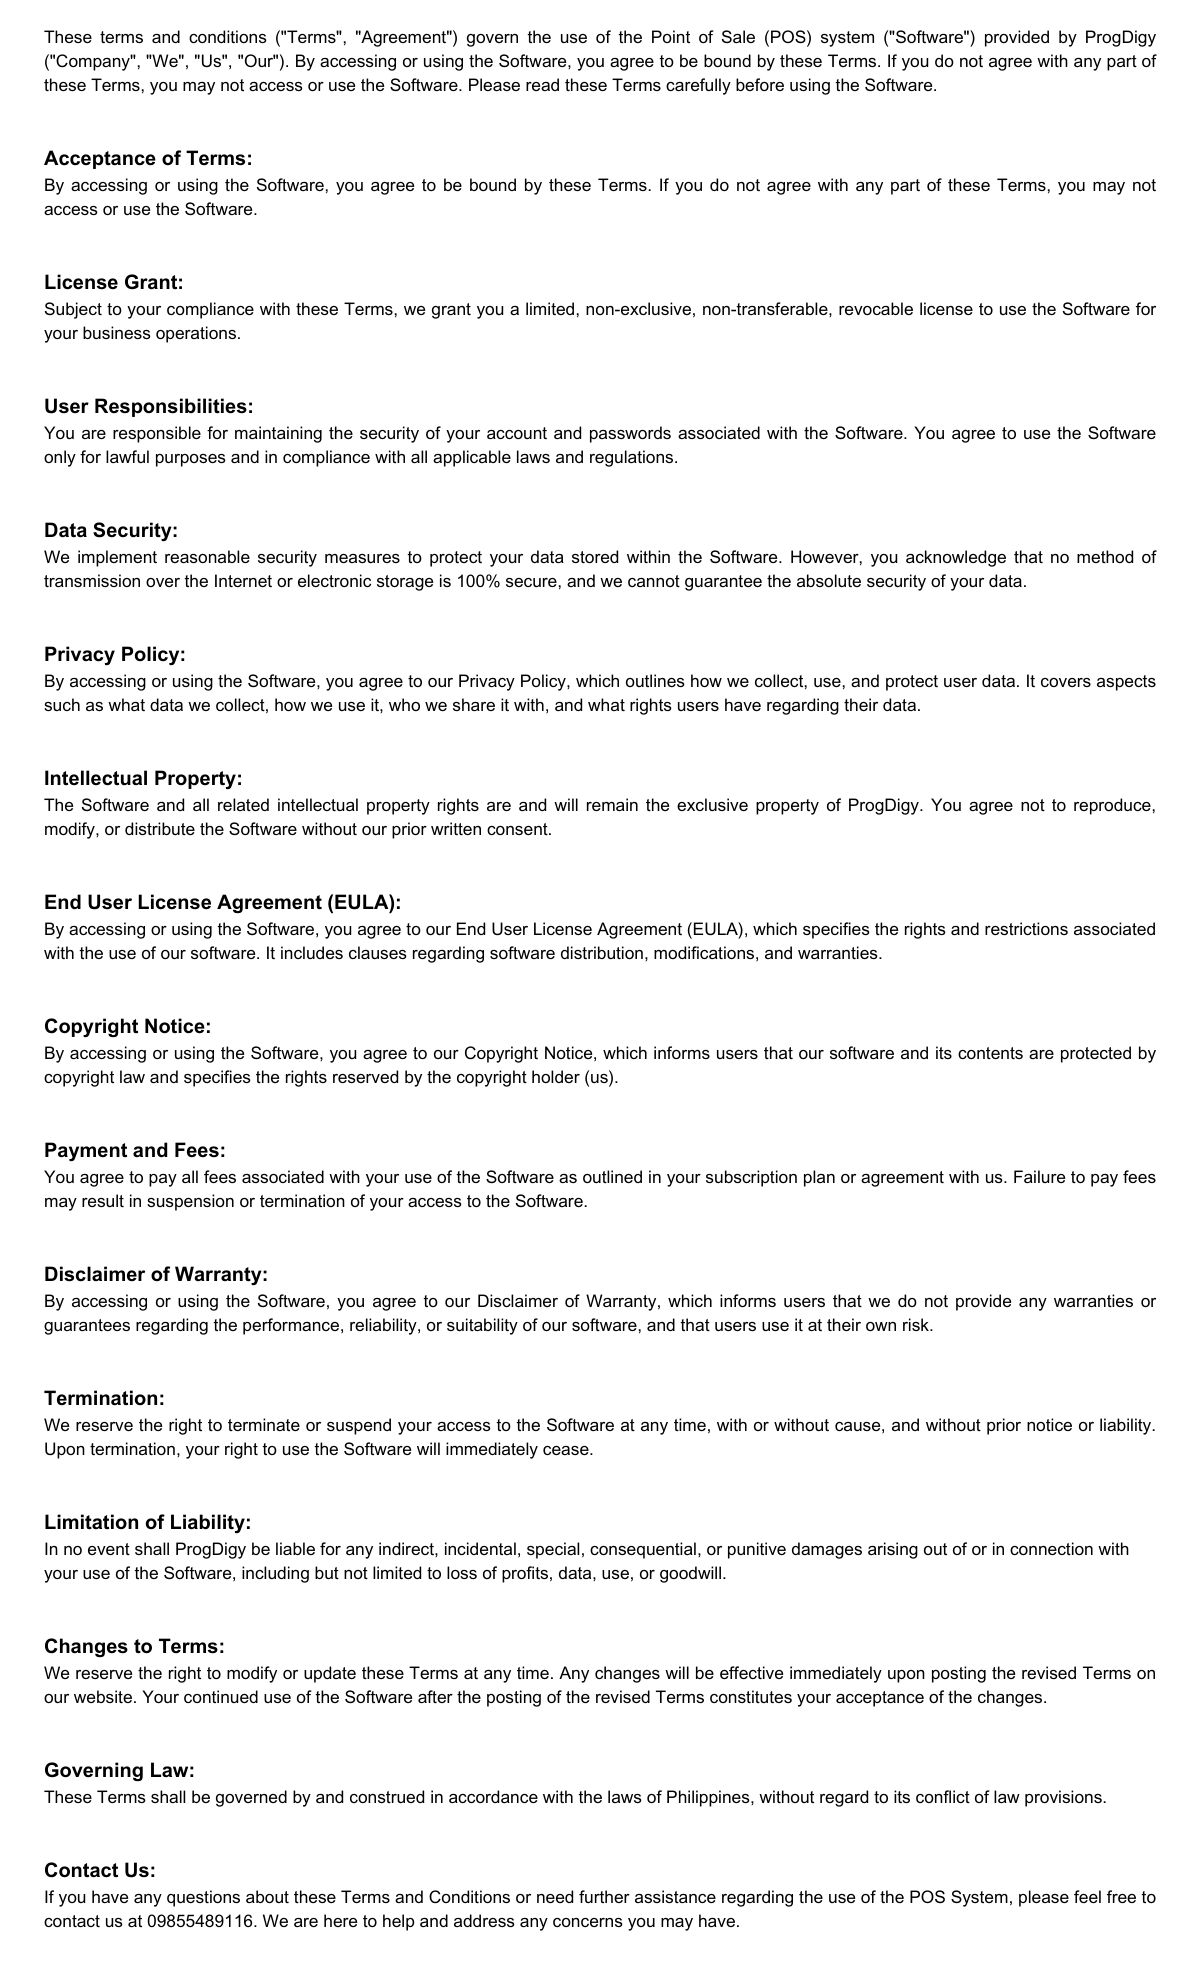 These terms and conditions ("Terms", "Agreement") govern the use of the Point of Sale (POS) system ("Software") provided by ProgDigy
("Company", "We", "Us", "Our"). By accessing or using the Software, you agree to be bound by these Terms. If you do not agree with any part of
these Terms, you may not access or use the Software. Please read these Terms carefully before using the Software.
Acceptance of Terms:
By accessing or using the Software, you agree to be bound by these Terms. If you do not agree with any part of these Terms, you may not
access or use the Software.
License Grant:
Subject to your compliance with these Terms, we grant you a limited, non-exclusive, non-transferable, revocable license to use the Software for
your business operations.
User Responsibilities:
You are responsible for maintaining the security of your account and passwords associated with the Software. You agree to use the Software
only for lawful purposes and in compliance with all applicable laws and regulations.
Data Security:
We implement reasonable security measures to protect your data stored within the Software. However, you acknowledge that no method of
transmission over the Internet or electronic storage is 100% secure, and we cannot guarantee the absolute security of your data.
Privacy Policy:
By accessing or using the Software, you agree to our Privacy Policy, which outlines how we collect, use, and protect user data. It covers aspects
such as what data we collect, how we use it, who we share it with, and what rights users have regarding their data.
Intellectual Property:
The Software and all related intellectual property rights are and will remain the exclusive property of ProgDigy. You agree not to reproduce,
modify, or distribute the Software without our prior written consent.
End User License Agreement (EULA):
By accessing or using the Software, you agree to our End User License Agreement (EULA), which specifies the rights and restrictions associated
with the use of our software. It includes clauses regarding software distribution, modifications, and warranties.
Copyright Notice:
By accessing or using the Software, you agree to our Copyright Notice, which informs users that our software and its contents are protected by
copyright law and specifies the rights reserved by the copyright holder (us).
Payment and Fees:
You agree to pay all fees associated with your use of the Software as outlined in your subscription plan or agreement with us. Failure to pay fees
may result in suspension or termination of your access to the Software.
Disclaimer of Warranty:
By accessing or using the Software, you agree to our Disclaimer of Warranty, which informs users that we do not provide any warranties or
guarantees regarding the performance, reliability, or suitability of our software, and that users use it at their own risk.
Termination:
We reserve the right to terminate or suspend your access to the Software at any time, with or without cause, and without prior notice or liability.
Upon termination, your right to use the Software will immediately cease.
Limitation of Liability:
In no event shall ProgDigy be liable for any indirect, incidental, special, consequential, or punitive damages arising out of or in connection with
your use of the Software, including but not limited to loss of profits, data, use, or goodwill.
Changes to Terms:
We reserve the right to modify or update these Terms at any time. Any changes will be effective immediately upon posting the revised Terms on
our website. Your continued use of the Software after the posting of the revised Terms constitutes your acceptance of the changes.
Governing Law:
These Terms shall be governed by and construed in accordance with the laws of Philippines, without regard to its conflict of law provisions.
Contact Us:
If you have any questions about these Terms and Conditions or need further assistance regarding the use of the POS System, please feel free to
contact us at 09855489116. We are here to help and address any concerns you may have.